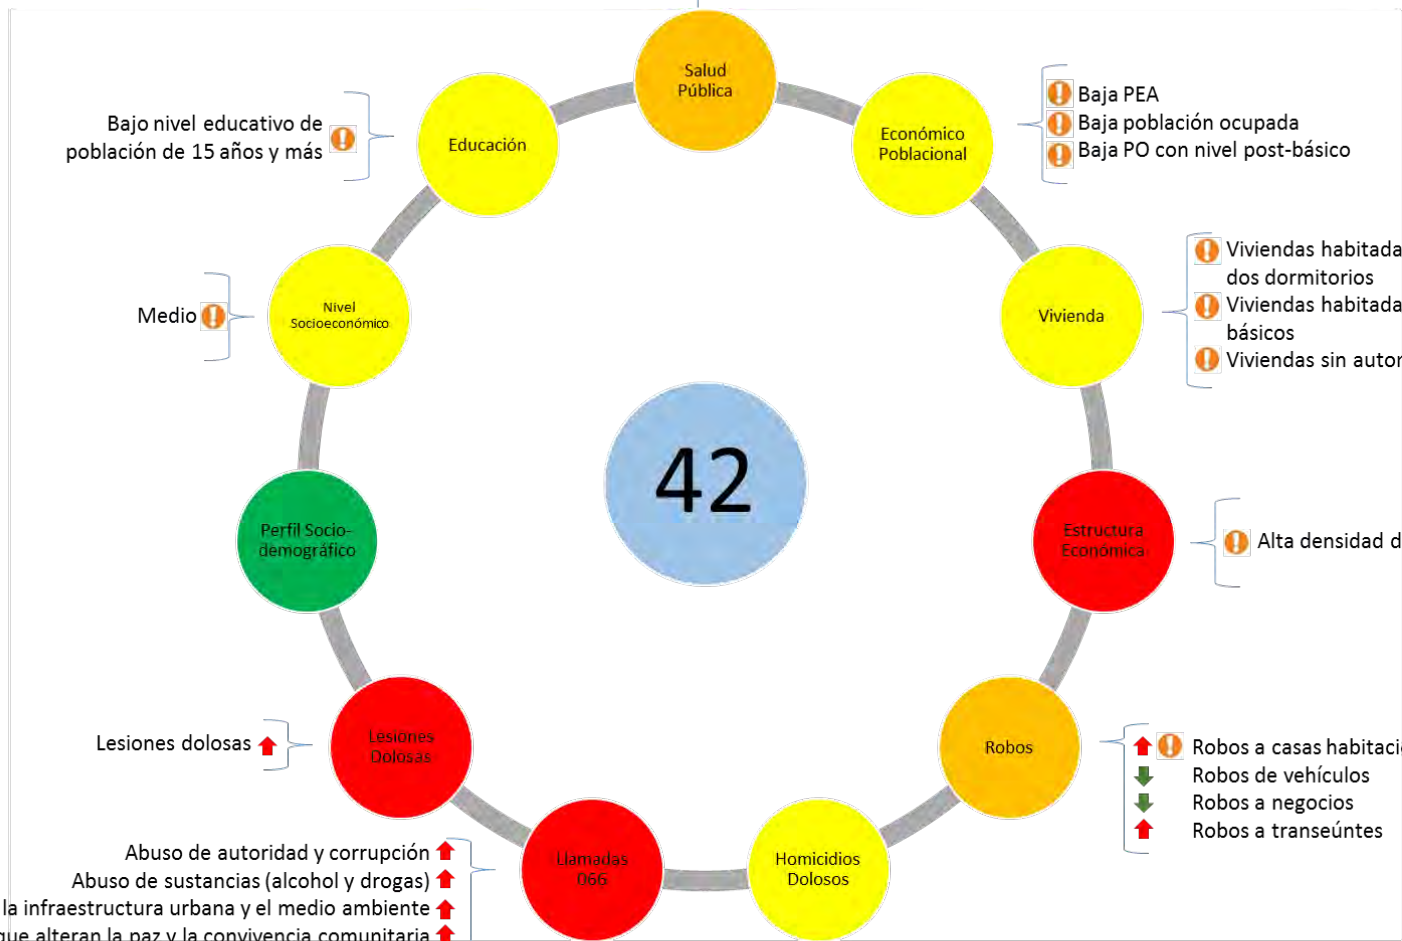 Salud
Pública
Económico
Poblacional
Baja PEA
Baja población ocupada
Baja PO con nivel post-básico
Vivienda
Viviendas habitada
dos dormitorios
Viviendas habitada
básicos
Viviendas sin autor
Estructura
Económica
Alta densidad d
Robos
Robos a casas habitaci
Robos de vehículos
Robos a negocios
Robos a transeúntes
Homicidios
Dolosos
Llamadas
066
Abuso de autoridad y corrupción
Abuso de sustancias (alcohol y drogas)
la infraestructura urbana y el medio ambiente
que alteran la paz y la convivencia comunitaria
Lesiones
Dolosas
Lesiones dolosas
Perfil Socio-
demográfico
Nivel
Socioeconómico
Medio
Educación
Bajo nivel educativo de
población de 15 años y más
42